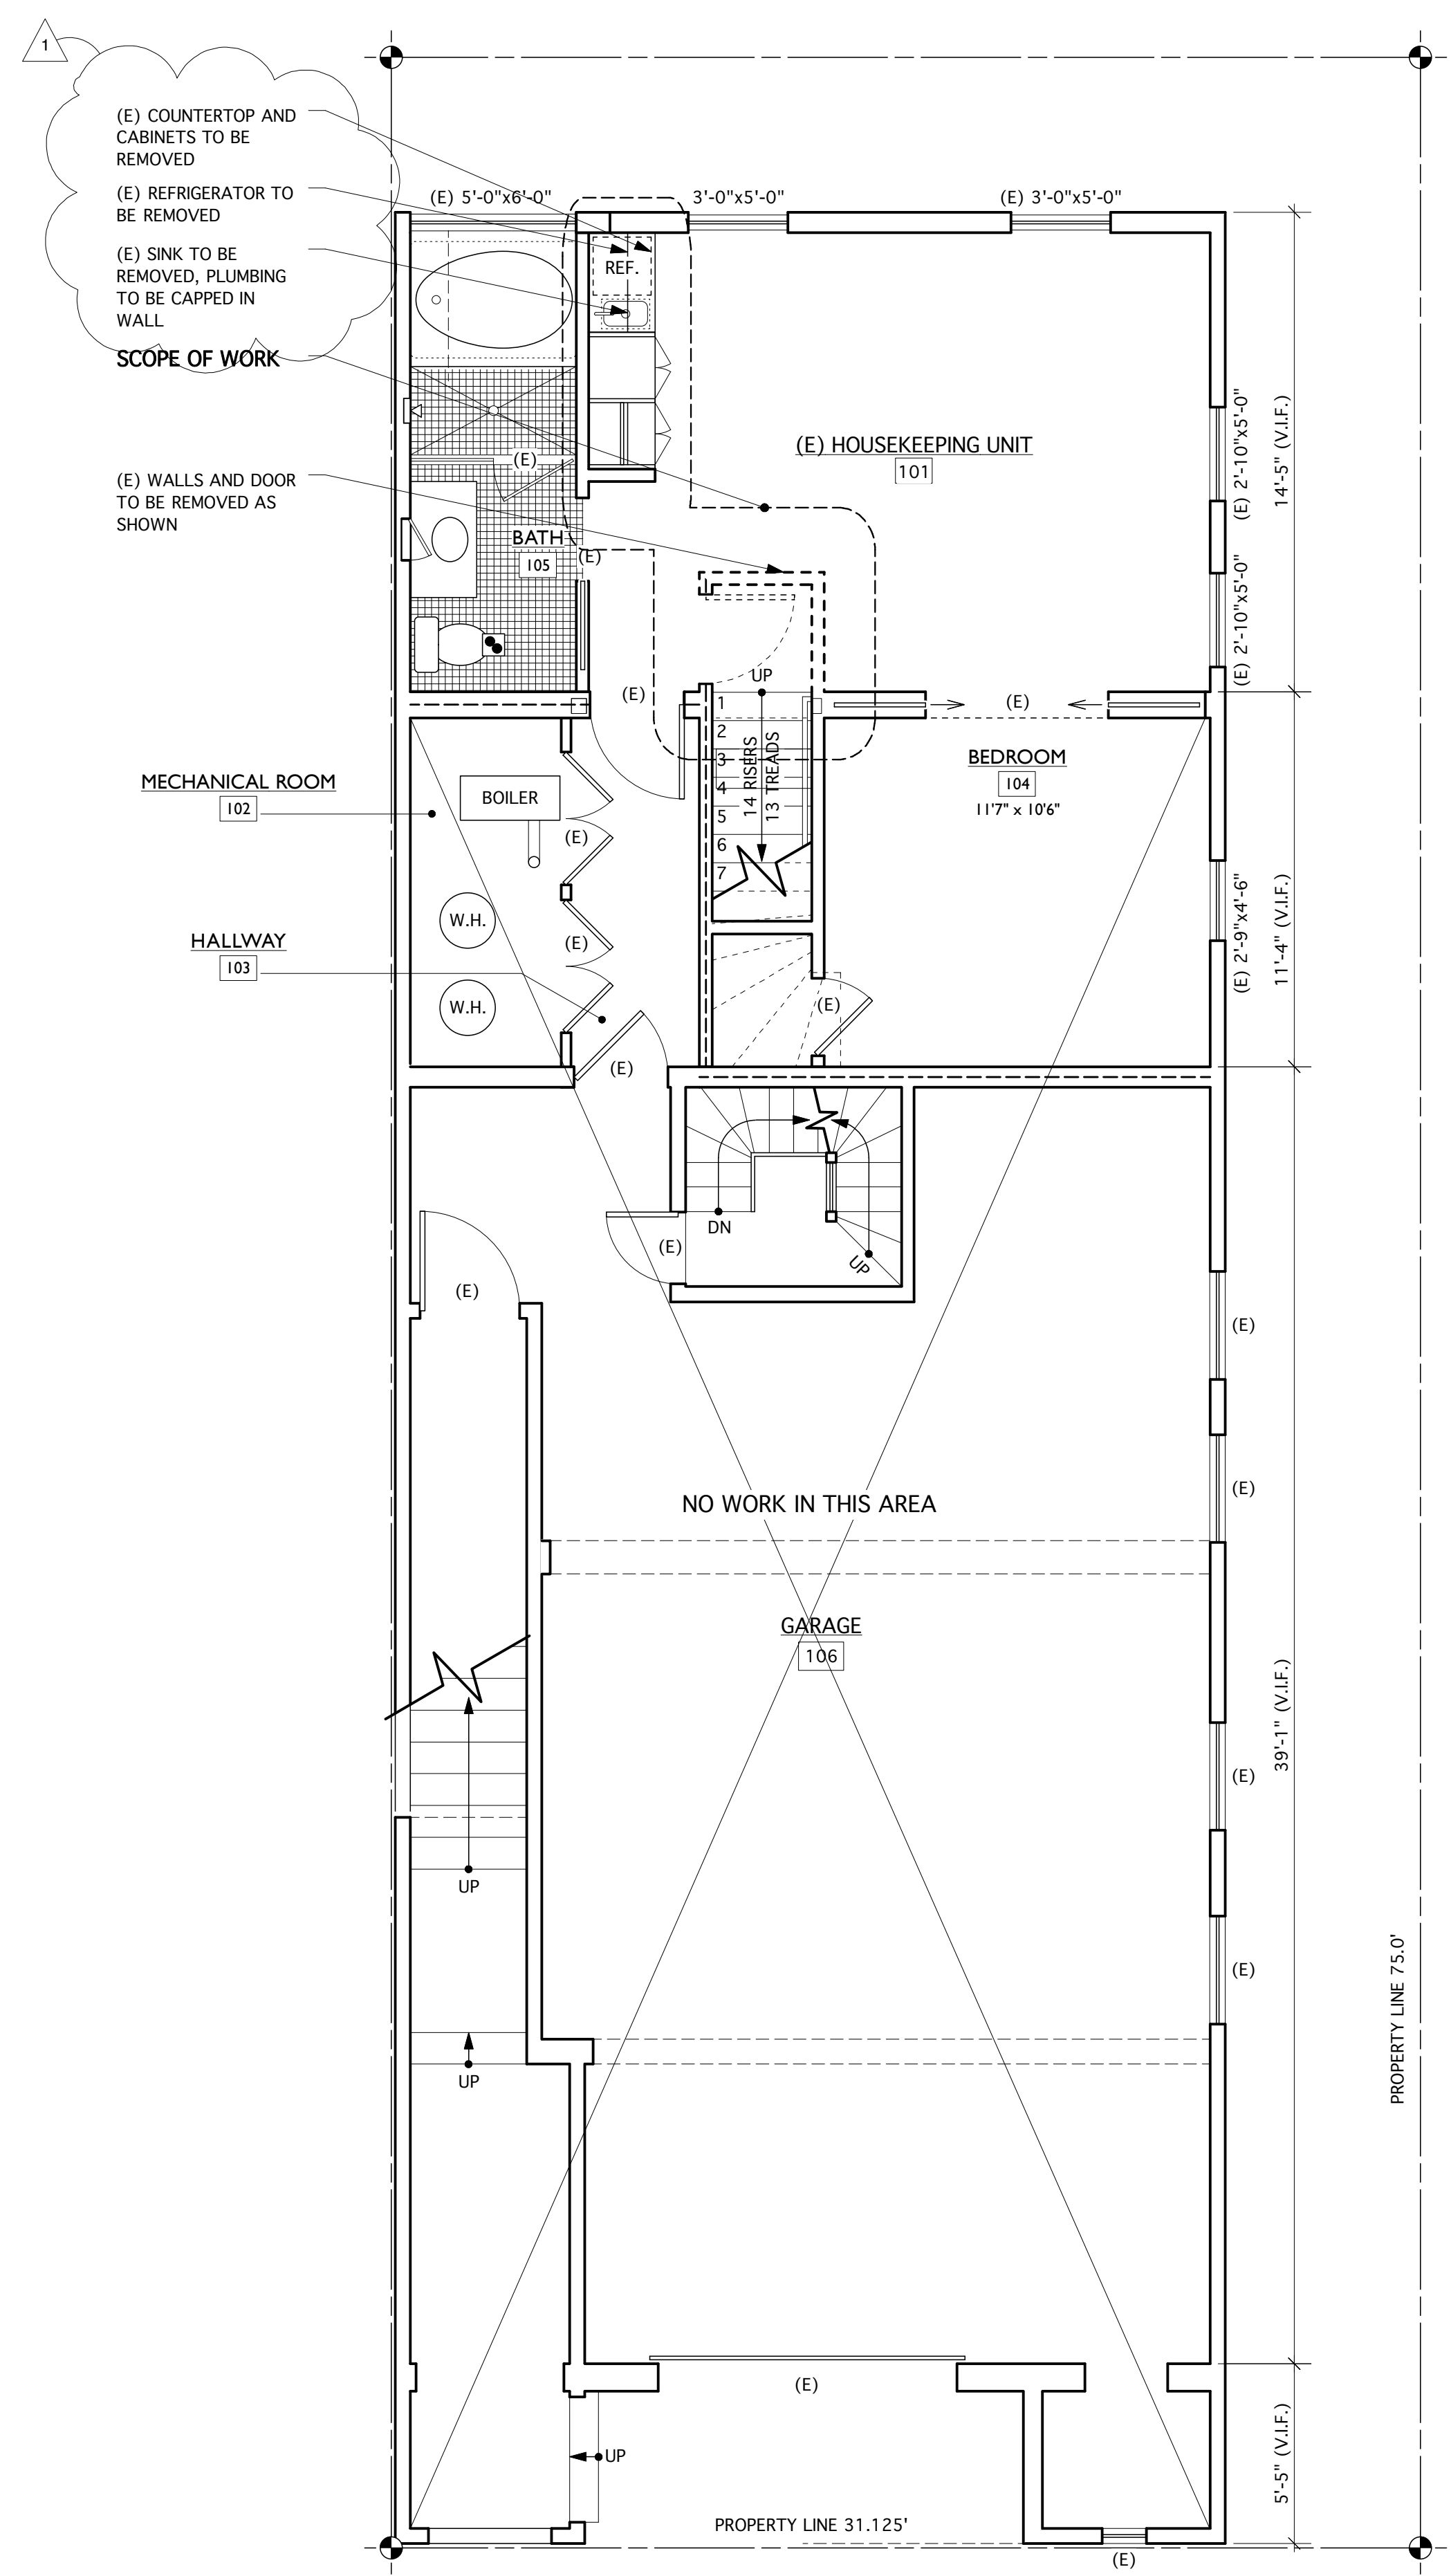 1
(E) COUNTERTOP AND
CABINETS TO BE
REMOVED
(E) REFRIGERATOR TO
BE REMOVED
(E) SINK TO BE
REMOVED, PLUMBING
TO BE CAPPED IN
WALL
SCOPE OF WORK
(E) WALLS AND DOOR
TO BE REMOVED AS
SHOWN
(E) 5'-0"x6'-0"
3'-0"x5'-0"
(E) 3'-0"x5'-0"
REF.
(E) HOUSEKEEPING UNIT
101
(E) 2'-10"x5'-0"
14'-5" (V.I.F.)
(E)
BATH
105
(E)
(E) 2'-10"x5'-0"
UP
(E)
(E)
1
2
3
4
5
6
7
14 RISERS
13 TREADS
BEDROOM
104
11'7" x 10'6"
MECHANICAL ROOM
102
BOILER
(E)
W.H.
(E)
W.H.
HALLWAY
103
(E) 2'-9"x4'-6"
11'-4" (V.I.F.)
(E)
(E)
DN
UP
(E)
(E)
(E)
(E)
NO WORK IN THIS AREA
GARAGE
106
39'-1" (V.I.F.)
(E)
UP
(E)
PROPERTY LINE 75.0'
UP
(E)
UP
5'-5" (V.I.F.)
PROPERTY LINE 31.125'
(E)